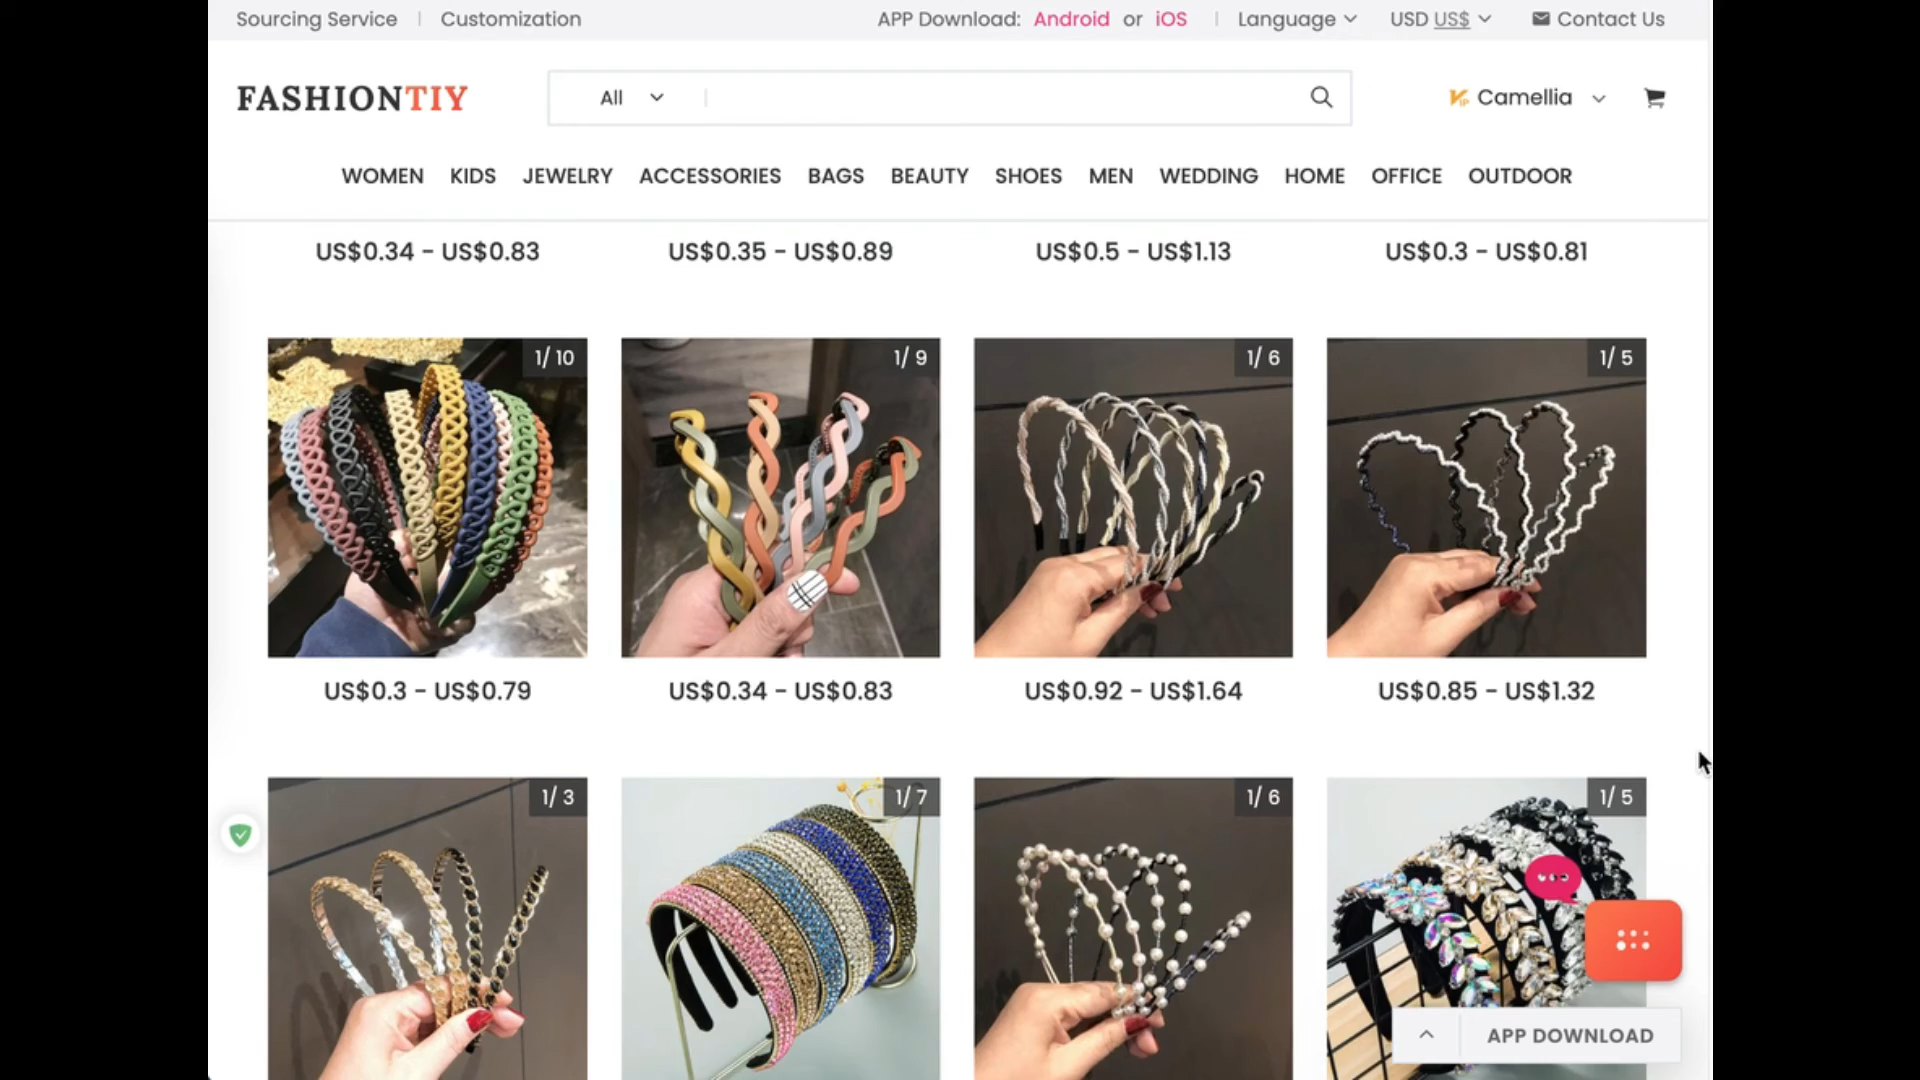 Sourcing Service | Customization
APP Download: Android or iOS | Language USD US$ Contact Us
FASHIONTIY
All
VIP Camellia
WOMEN KIDS JEWELRY ACCESSORIES BAGS BEAUTY SHOES MEN WEDDING HOME OFFICE OUTDOOR
US$0.34 - US$0.83 US$0.35 - US$0.89 US$0.5 - US$1.13 US$0.3 - US$0.81
1/ 10 1/ 9 1/ 6 1/ 5
US$0.3 - US$0.79 US$0.34 - US$0.83 US$0.92 - US$1.64 US$0.85 - US$1.32
1/ 3 1/ 7 1/ 6 1/ 5
APP DOWNLOAD